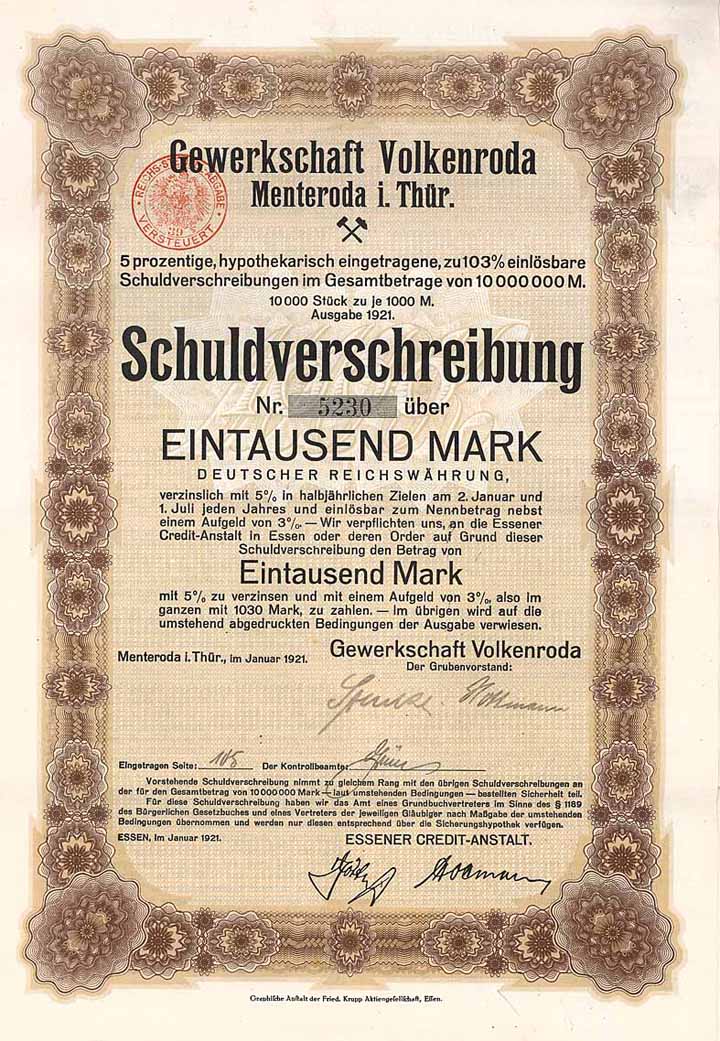 Gewerkschaft Volkenroda
Menteroda i. Thür.
REICHS-STEMPELABGABE
39
VERSTEUERT
5 prozentige, hypothekarisch eingetragene, zu 103% einlösbare
Schuldverschreibungen im Gesamtbetrage von 10 000 000 M.
10 000 Stück zu je 1000 M.
Ausgabe 1921.
Schuldverschreibung
Nr. 5230 über
EINTAUSEND MARK
DEUTSCHER REICHSWÄHRUNG,
verzinslich mit 5% in halbjährlichen Zielen am 2. Januar und
1. Juli jeden Jahres und einlösbar zum Nennbetrag nebst
einem Aufgeld von 3%. — Wir verpflichten uns, an die Essener
Credit-Anstalt in Essen oder deren Order auf Grund dieser
Schuldverschreibung den Betrag von
Eintausend Mark
mit 5% zu verzinsen und mit einem Aufgeld von 3%, also im
ganzen mit 1030 Mark, zu zahlen. — Im übrigen wird auf die
umstehend abgedruckten Bedingungen der Ausgabe verwiesen.
Menteroda i. Thür., im Januar 1921.
Gewerkschaft Volkenroda
Der Grubenvorstand:
Eingetragen Seite: 105 Der Kontrollbeamte:
Vorstehende Schuldverschreibung nimmt zu gleichem Rang mit den übrigen Schuldverschreibungen an
der für den Gesamtbetrag von 10 000 000 Mark — laut umstehenden Bedingungen — bestellten Sicherheit teil.
Für diese Schuldverschreibung haben wir das Amt eines Grundbuchvertreters im Sinne des § 1189
des Bürgerlichen Gesetzbuches und eines Vertreters der jeweiligen Gläubiger nach Maßgabe der umstehenden
Bedingungen übernommen und werden nur diesen entsprechend über die Sicherungshypothek verfügen.
ESSEN, im Januar 1921.
ESSENER CREDIT-ANSTALT.
Graphische Anstalt der Fried. Krupp Aktiengesellschaft, Essen.